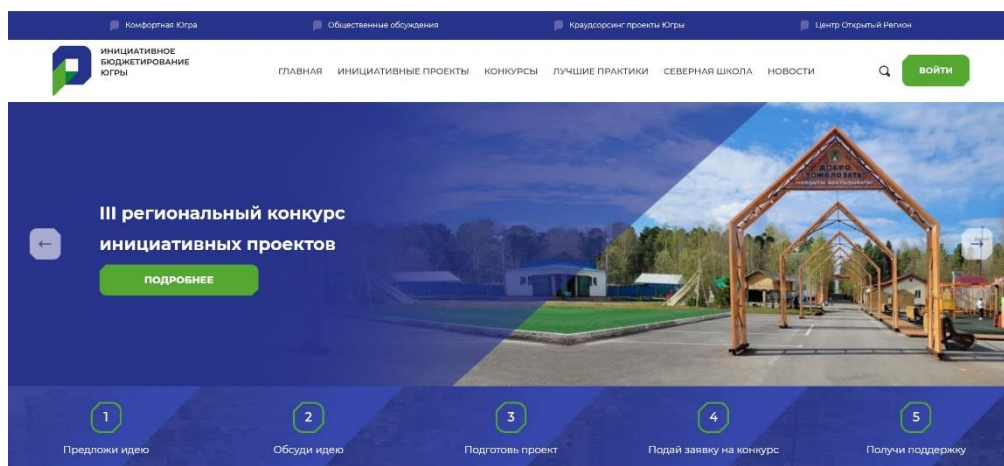 Комфортная Югра
Общественные обсуждения
Краудсорсинг проекты Югры
Центр Открытый Регион
ИНИЦИАТИВНОЕ
БЮДЖЕТИРОВАНИЕ
ЮГРЫ
ГЛАВНАЯ ИНИЦИАТИВНЫЕ ПРОЕКТЫ КОНКУРСЫ ЛУЧШИЕ ПРАКТИКИ СЕВЕРНАЯ ШКОЛА НОВОСТИ
ВОЙТИ
ДОБРО
ПОЖАЛОВАТЬ!
III региональный конкурс
инициативных проектов
ПОДРОБНЕЕ
1
Предложи идею
2
Обсуди идею
3
Подготовь проект
4
Подай заявку на конкурс
5
Получи поддержку